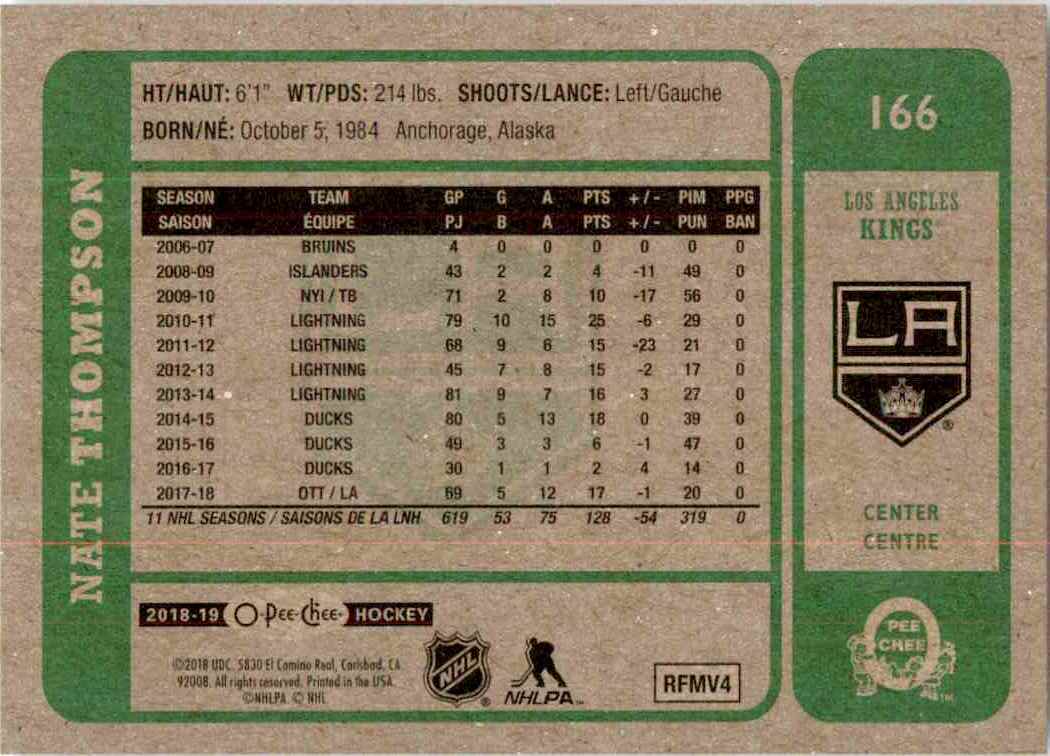 NATE THOMPSON
HT/HAUT: 6'1" WT/PDS: 214 lbs. SHOOTS/LANCE: Left/Gauche
BORN/NÉ: October 5, 1984 Anchorage, Alaska
SEASON TEAM GP G A PTS +/- PIM PPG
SAISON ÉQUIPE PJ B A PTS +/- PUN BAN
2006-07 BRUINS 4 0 0 0 0 0 0
2008-09 ISLANDERS 43 2 2 4 -11 49 0
2009-10 NYI / TB 71 2 8 10 -17 56 0
2010-11 LIGHTNING 79 10 15 25 -6 29 0
2011-12 LIGHTNING 68 9 6 15 -23 21 0
2012-13 LIGHTNING 45 7 8 15 -2 17 0
2013-14 LIGHTNING 81 9 7 16 3 27 0
2014-15 DUCKS 80 5 13 18 0 39 0
2015-16 DUCKS 49 3 3 6 -1 47 0
2016-17 DUCKS 30 1 1 2 4 14 0
2017-18 OTT / LA 69 5 12 17 -1 20 0
11 NHL SEASONS / SAISONS DE LA LNH 619 53 75 128 -54 319 0
2018-19 O-Pee-Chee HOCKEY
©2018 UDC. 5830 El Camino Real, Carlsbad, CA
92008. All rights reserved. Printed in the USA.
©NHLPA © NHL
NHL ®
NHLPA™
RFMV4
166
LOS ANGELES
KINGS
LA
®
CENTER
CENTRE
PEE
CHEE
™